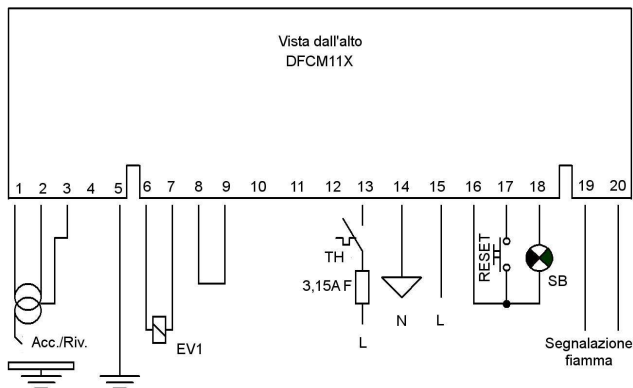 Vista dall'alto
DFCM11X
1 2 3 4 5 6 7 8 9 10 11 12 13 14 15 16 17 18 19 20
TH
RESET
3,15A F
SB
Acc./Riv.
EV1
L
N
L
Segnalazione
fiamma